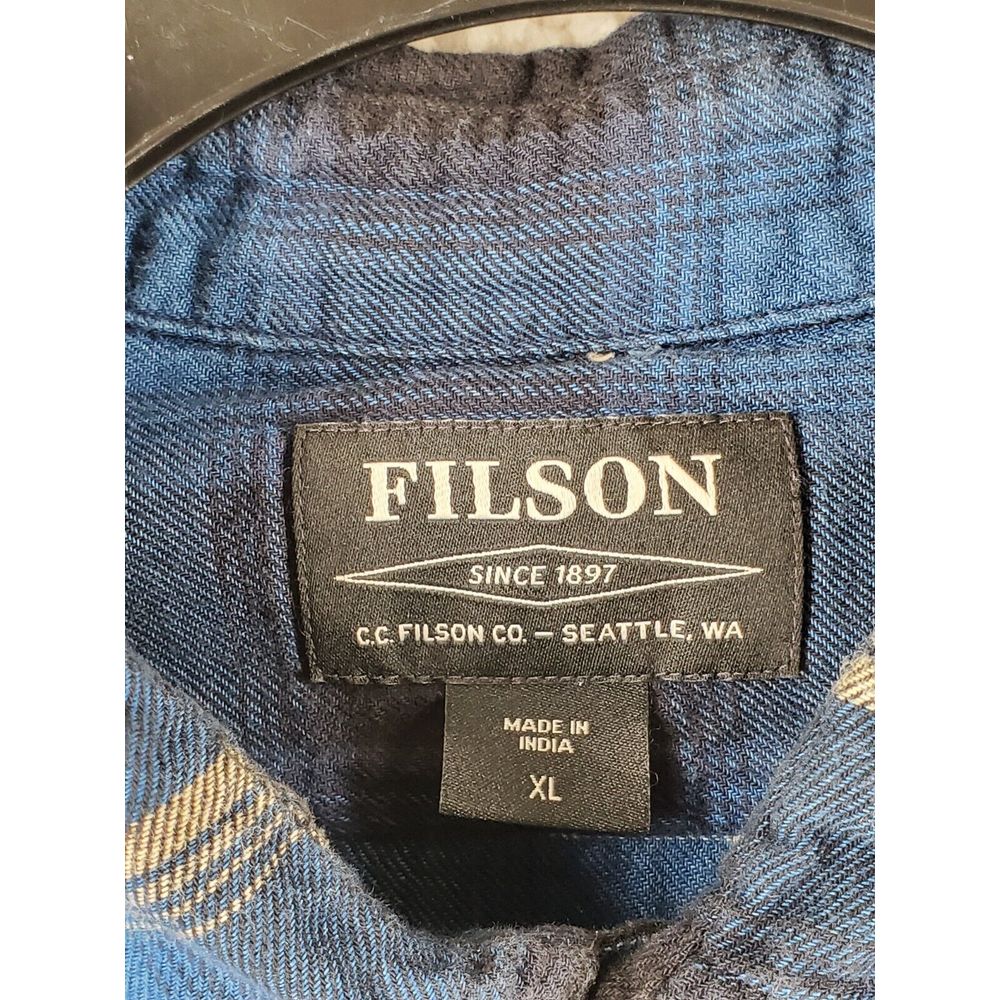 FILSON
SINCE 1897
C.C. FILSON CO. – SEATTLE, WA
MADE IN
INDIA
XL